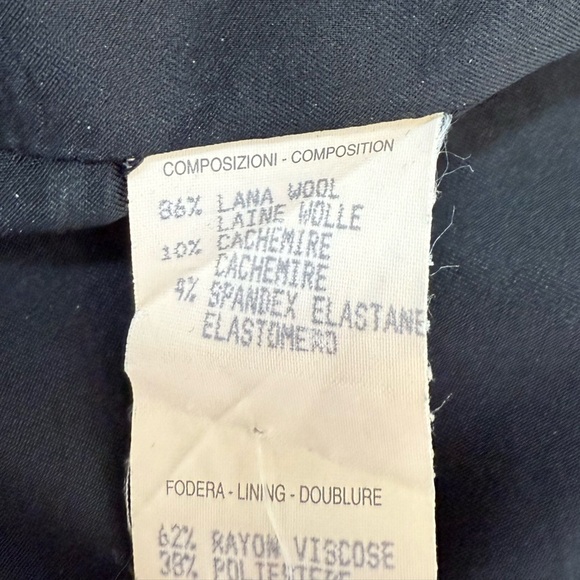 COMPOSIZIONI - COMPOSITION
86% LANA WOOL
LAINE WOLLE
10% CACHEMIRE
CACHEMIRE
4% SPANDEX ELASTANE
ELASTOMERO
FODERA - LINING - DOUBLURE
62% RAYON VISCOSE
38%